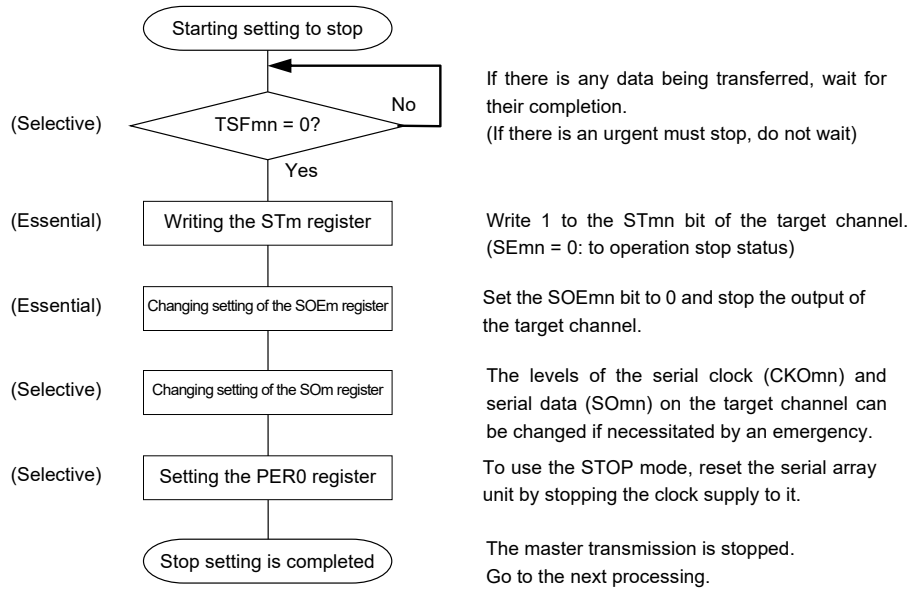 Starting setting to stop
If there is any data being transferred, wait for
their completion.
(If there is an urgent must stop, do not wait)
(Selective)
TSFmn = 0?
No
Yes
(Essential)
Writing the STm register
Write 1 to the STmn bit of the target channel.
(SEmn = 0: to operation stop status)
(Essential)
Changing setting of the SOEm register
Set the SOEmn bit to 0 and stop the output of
the target channel.
(Selective)
Changing setting of the SOm register
The levels of the serial clock (CKOmn) and
serial data (SOmn) on the target channel can
be changed if necessitated by an emergency.
(Selective)
Setting the PER0 register
To use the STOP mode, reset the serial array
unit by stopping the clock supply to it.
Stop setting is completed
The master transmission is stopped.
Go to the next processing.